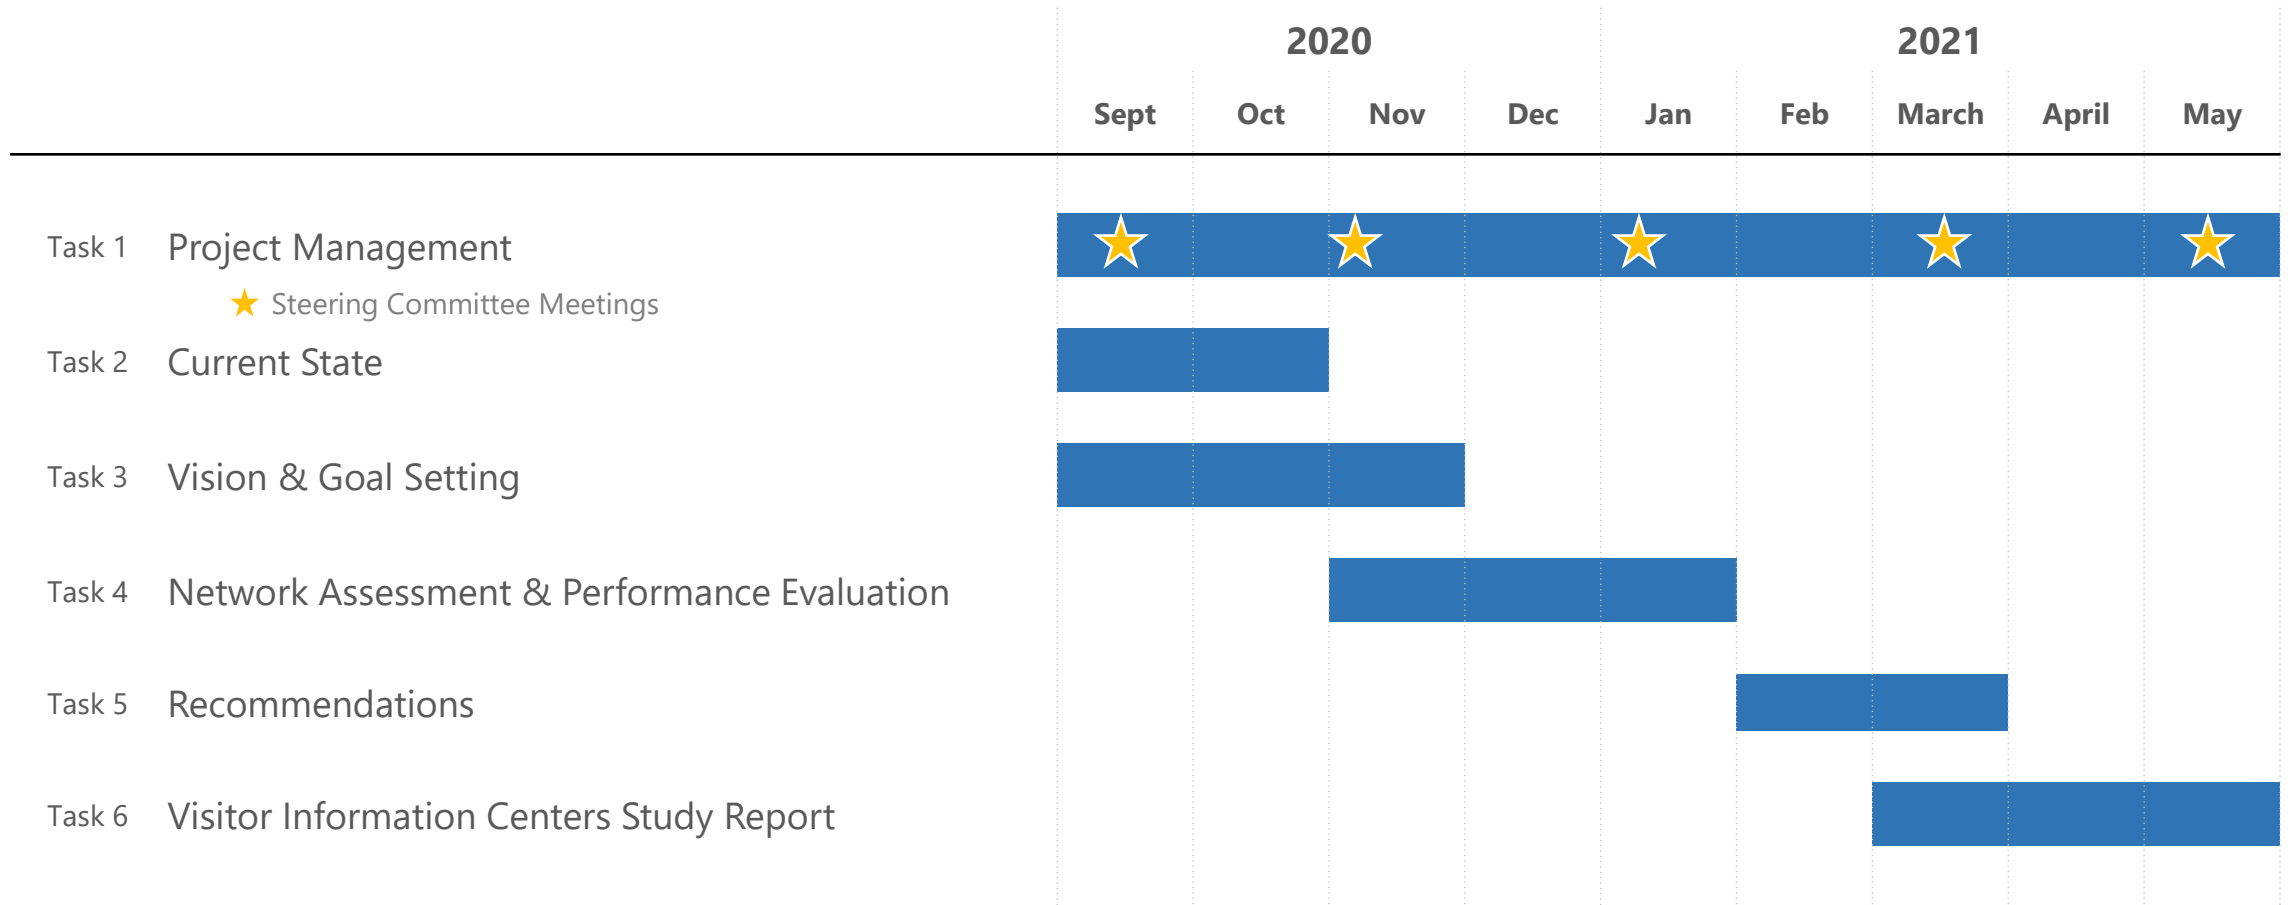 2020 2021
Sept Oct Nov Dec Jan Feb March April May
Task 1 Project Management
Steering Committee Meetings
Task 2 Current State
Task 3 Vision & Goal Setting
Task 4 Network Assessment & Performance Evaluation
Task 5 Recommendations
Task 6 Visitor Information Centers Study Report